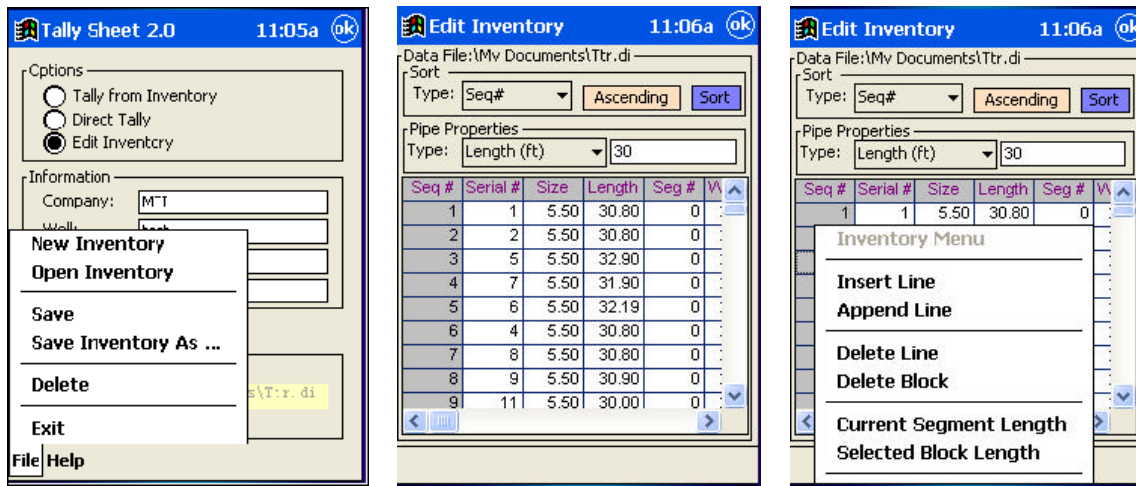 Tally Sheet 2.0 11:05a ok
Options
Tally from Inventory
Direct Tally
Edit Inventory
Information
Company: MTT
New Inventory
Open Inventory
Save
Save Inventory As ...
Delete
s\Ttr.di
Exit
File Help
Edit Inventory 11:06a ok
Data File:\My Documents\Ttr.di
Sort
Type: Seq# Ascending Sort
Pipe Properties
Type: Length (ft) 30
Seq # Serial # Size Length Seg #
1 1 5.50 30.80 0
2 2 5.50 30.80 0
3 5 5.50 32.90 0
4 7 5.50 31.90 0
5 6 5.50 32.19 0
6 4 5.50 30.80 0
7 8 5.50 30.80 0
8 9 5.50 30.90 0
9 11 5.50 30.00 0
Edit Inventory 11:06a ok
Data File:\My Documents\Ttr.di
Sort
Type: Seq# Ascending Sort
Pipe Properties
Type: Length (ft) 30
Seq # Serial # Size Length Seg #
1 1 5.50 30.80 0
Inventory Menu
Insert Line
Append Line
Delete Line
Delete Block
Current Segment Length
Selected Block Length